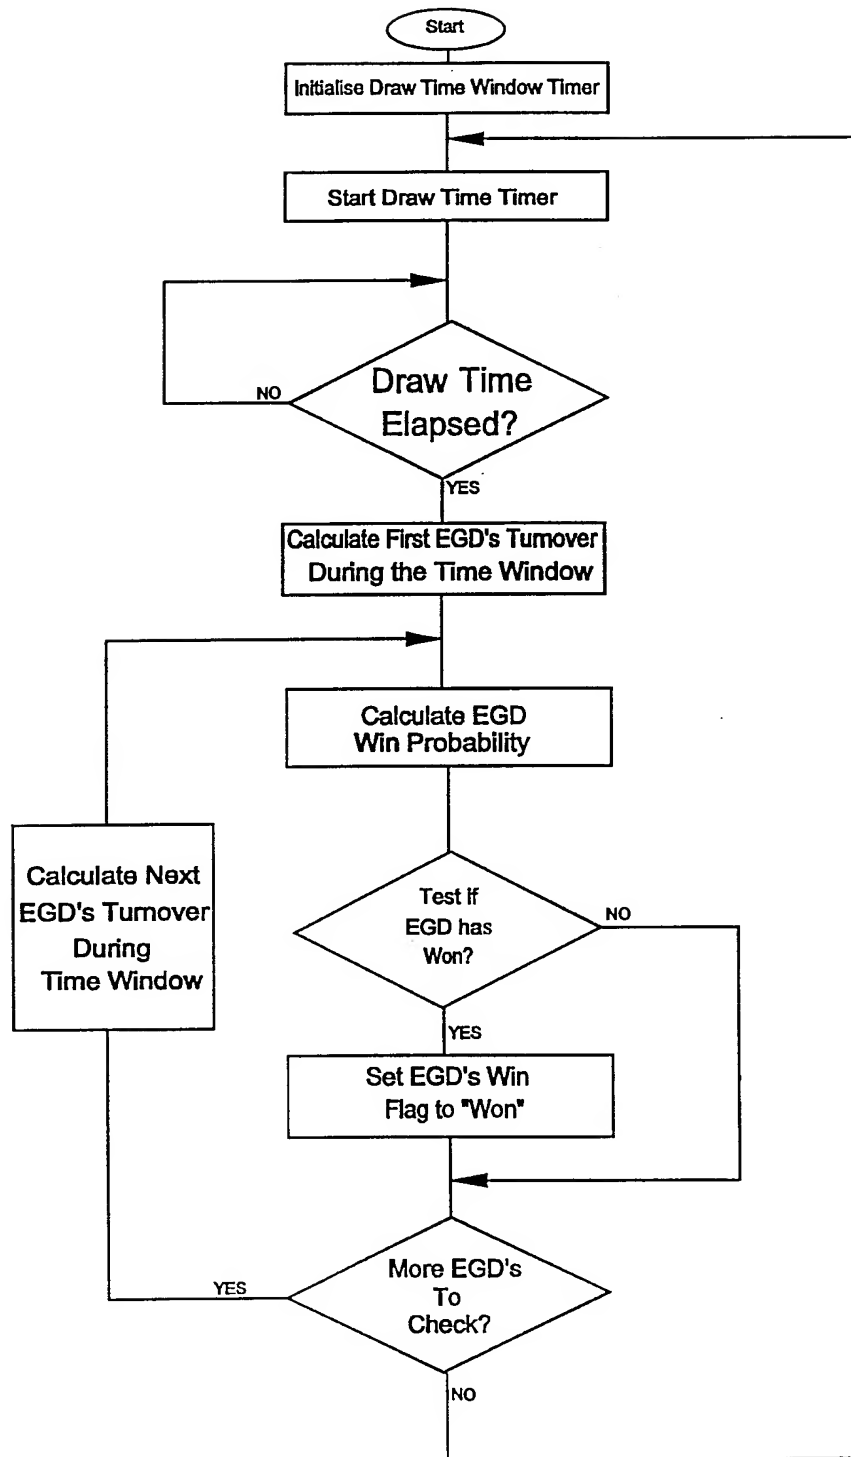 Start
Initialise Draw Time Window Timer
Start Draw Time Timer
Draw Time
Elapsed?
NO
YES
Calculate First EGD's Turnover
During the Time Window
Calculate EGD
Win Probability
Calculate Next
EGD's Turnover
During
Time Window
Test if
EGD has
Won?
NO
YES
Set EGD's Win
Flag to "Won"
More EGD's
To
Check?
YES
NO